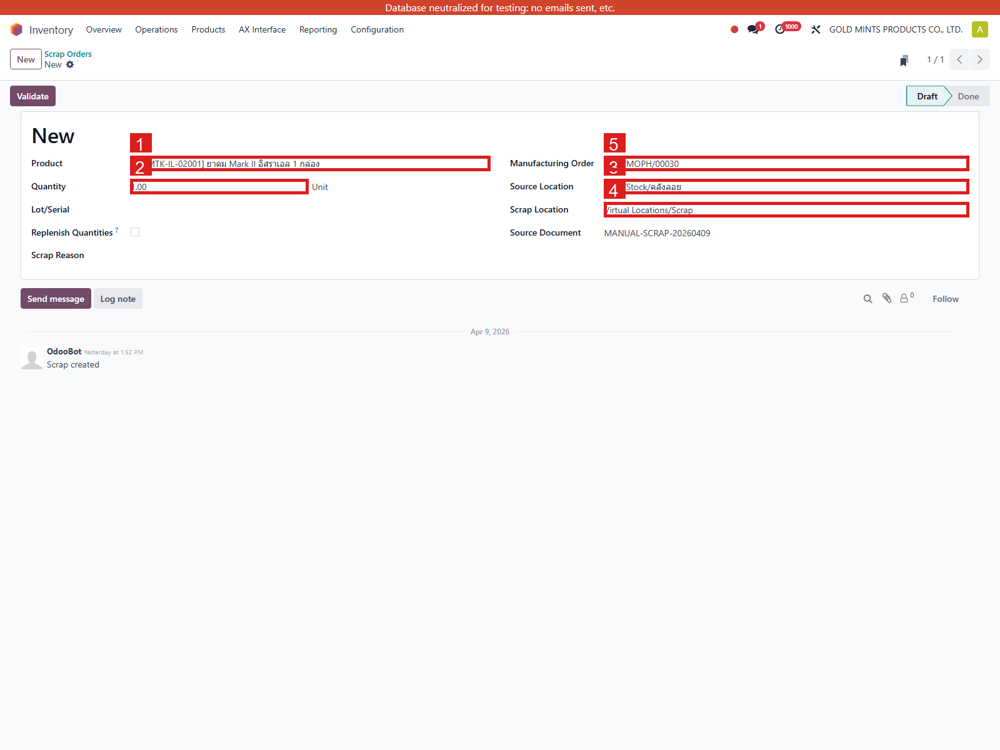 Database neutralized for testing: no emails sent, etc.
Inventory Overview Operations Products AX Interface Reporting Configuration 1 1000 GOLD MINTS PRODUCTS CO., LTD. A
New Scrap Orders 1 / 1
New
Validate Draft Done
New
1 5
Product MTK-IL-02001] ยาดม Mark II อิสราเอล 1 กล่อง Manufacturing Order /MOPH/00030
2 3
Quantity 1.00 Unit Source Location /Stock/คลังลอย
4
Lot/Serial Scrap Location Virtual Locations/Scrap
Replenish Quantities ? Source Document MANUAL-SCRAP-20260409
Scrap Reason
Send message Log note 0 Follow
Apr 9, 2026
OdooBot Yesterday at 1:52 PM
Scrap created